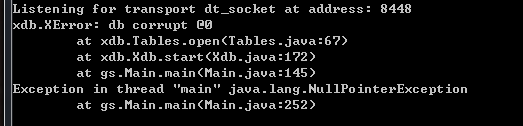 Listening for transport dt_socket at address: 8448
xdb.XError: db corrupt @0
        at xdb.Tables.open(Tables.java:67)
        at xdb.Xdb.start(Xdb.java:172)
        at gs.Main.main(Main.java:145)
Exception in thread "main" java.lang.NullPointerException
        at gs.Main.main(Main.java:252)